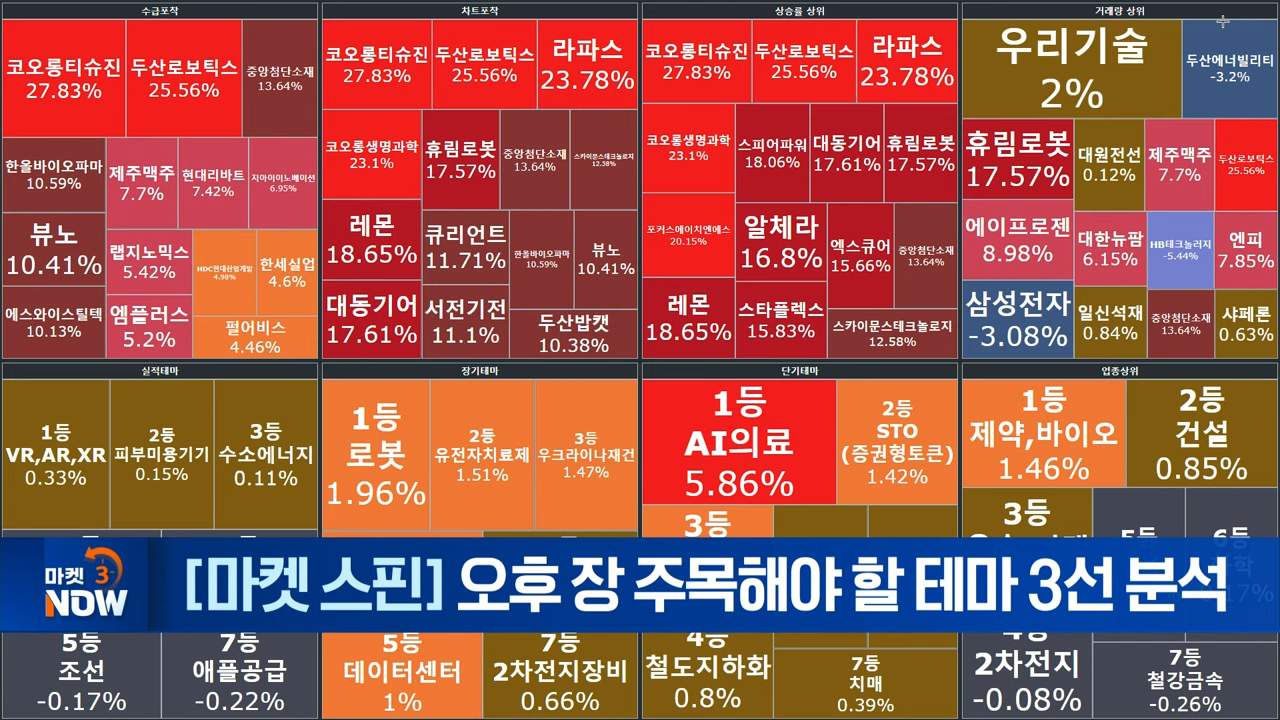 수급포착
코오롱티슈진
27.83%
두산로보틱스
25.56%
중앙첨단소재
13.64%
한올바이오파마
10.59%
제주맥주
7.7%
현대리바트
7.42%
지아이이노베이션
6.95%
뷰노
10.41%
랩지노믹스
5.42%
HDC현대산업개발
4.98%
한세실업
4.6%
에스와이스틸텍
10.13%
엠플러스
5.2%
펄어비스
4.46%
차트포착
코오롱티슈진
27.83%
두산로보틱스
25.56%
라파스
23.78%
코오롱생명과학
23.1%
휴림로봇
17.57%
중앙첨단소재
13.64%
스카이문스테크놀로지
12.58%
레몬
18.65%
큐리언트
11.71%
한올바이오파마
10.59%
뷰노
10.41%
대동기어
17.61%
서전기전
11.1%
두산밥캣
10.38%
상승률 상위
코오롱티슈진
27.83%
두산로보틱스
25.56%
라파스
23.78%
코오롱생명과학
23.1%
스피어파워
18.06%
대동기어
17.61%
휴림로봇
17.57%
포커스에이치엔에스
20.15%
알체라
16.8%
엑스큐어
15.66%
중앙첨단소재
13.64%
레몬
18.65%
스타플렉스
15.83%
스카이문스테크놀로지
12.58%
거래량 상위
우리기술
2%
두산에너빌리티
-3.2%
휴림로봇
17.57%
대원전선
0.12%
제주맥주
7.7%
두산로보틱스
25.56%
에이프로젠
8.98%
대한뉴팜
6.15%
HB테크놀러지
-5.44%
엔피
7.85%
삼성전자
-3.08%
일신석재
0.84%
중앙첨단소재
13.64%
샤페론
0.63%
실적테마
1등
VR,AR,XR
0.33%
2등
피부미용기기
0.15%
3등
수소에너지
0.11%
5등
조선
-0.17%
7등
애플공급
-0.22%
장기테마
1등
로봇
1.96%
2등
유전자치료제
1.51%
3등
우크라이나재건
1.47%
5등
데이터센터
1%
7등
2차전지장비
0.66%
단기테마
1등
AI의료
5.86%
2등
STO
(증권형토큰)
1.42%
3등
4등
철도지하화
0.8%
7등
치매
0.39%
업종상위
1등
제약,바이오
1.46%
2등
건설
0.85%
3등
5등
6등
4등
2차전지
-0.08%
7등
철강금속
-0.26%
마켓 3
NOW
[마켓 스핀] 오후 장 주목해야 할 테마 3선 분석